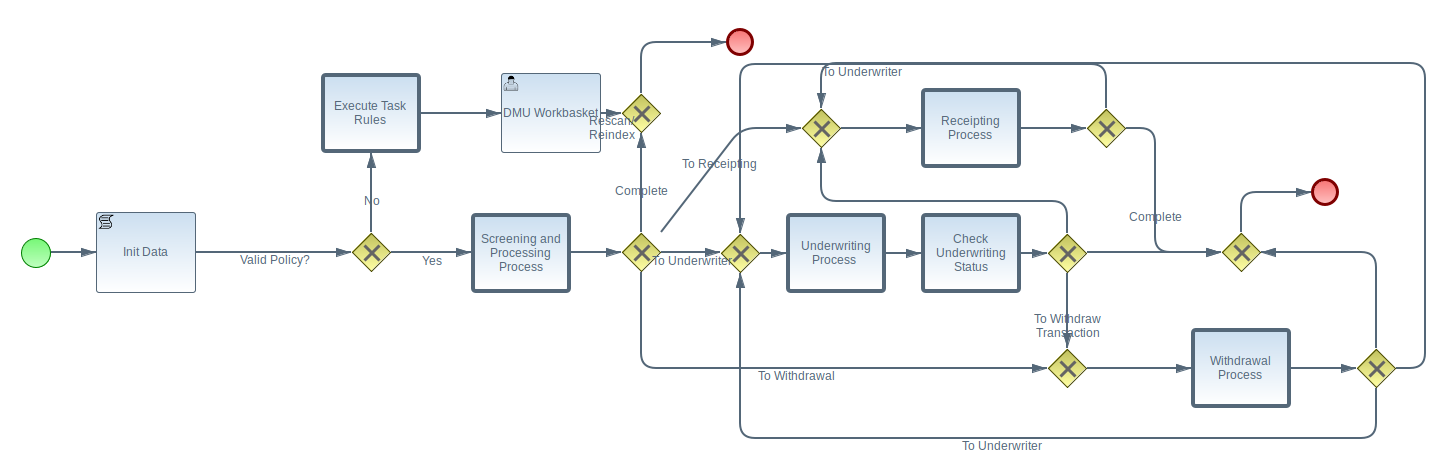 To Underwriter
Execute Task
Rules
DMU Workbasket
Rescan/
Reindex
Receipting
Process
To Receipting
Complete
No
Complete
Init Data
Valid Policy?
Yes
Screening and
Processing
Process
To Underwriter
Underwriting
Process
Check
Underwriting
Status
To Withdraw
Transaction
Withdrawal
Process
To Withdrawal
To Underwriter